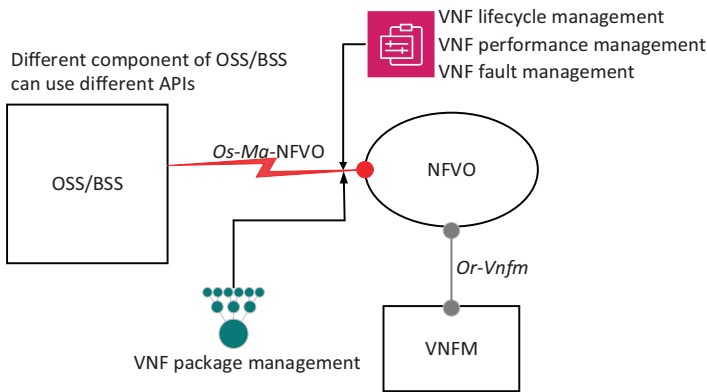 VNF lifecycle management
VNF performance management
VNF fault management
Different component of OSS/BSS
can use different APIs
Os-Ma-NFVO
OSS/BSS
NFVO
Or-Vnfm
VNFM
VNF package management